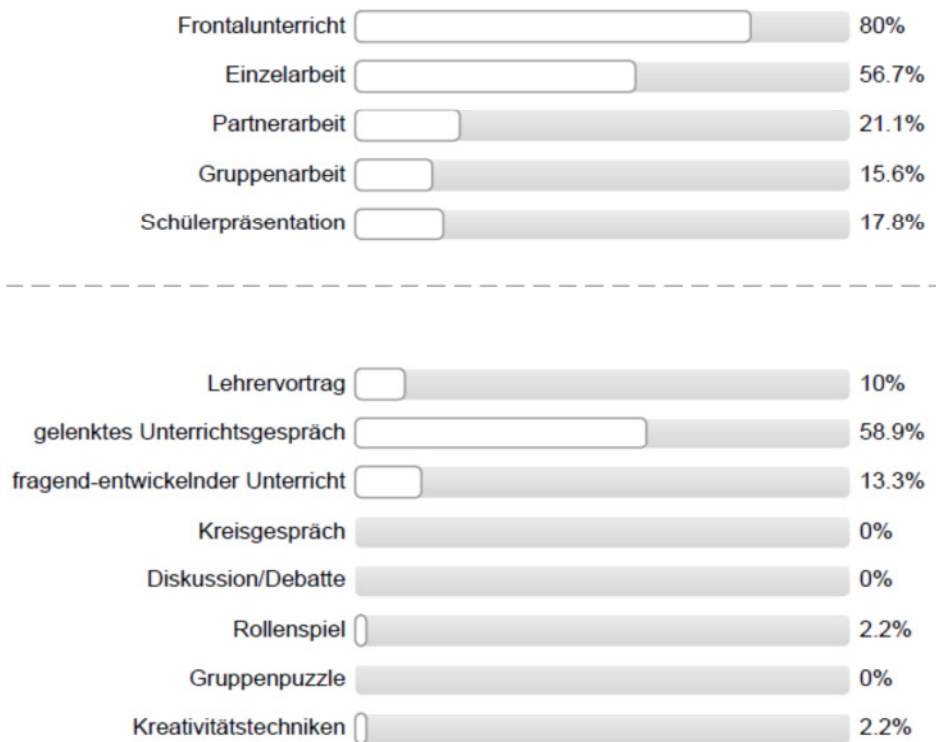 Frontalunterricht 80%
Einzelarbeit 56.7%
Partnerarbeit 21.1%
Gruppenarbeit 15.6%
Schülerpräsentation 17.8%
Lehrervortrag 10%
gelenktes Unterrichtsgespräch 58.9%
fragend-entwickelnder Unterricht 13.3%
Kreisgespräch 0%
Diskussion/Debatte 0%
Rollenspiel 2.2%
Gruppenpuzzle 0%
Kreativitätstechniken 2.2%